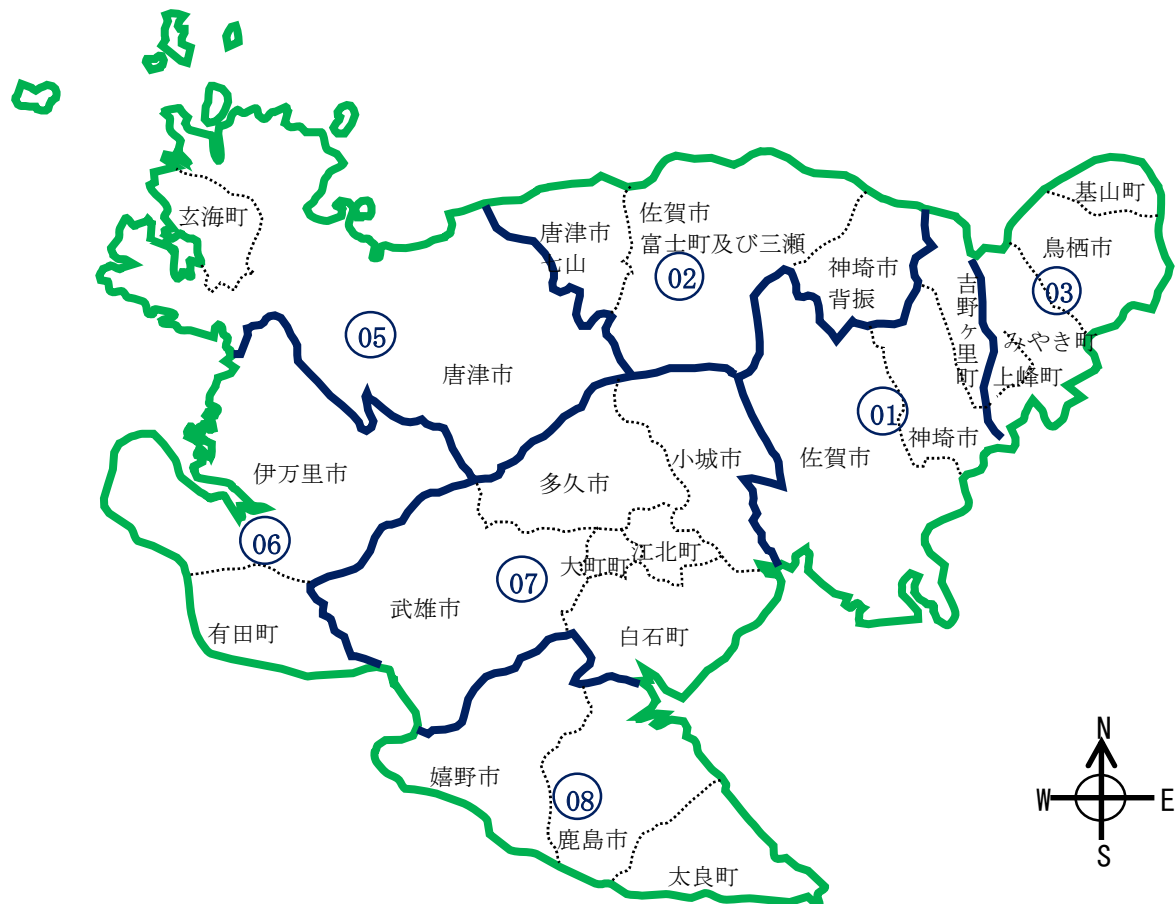 玄海町
唐津市
七山
佐賀市
富士町及び三瀬
02
神埼市
背振
基山町
鳥栖市
03
吉野ヶ里町
みやき町
上峰町
05
唐津市
01
佐賀市
神埼市
伊万里市
06
有田町
多久市
小城市
大町町
江北町
07
武雄市
白石町
嬉野市
08
鹿島市
太良町
N
W
E
S